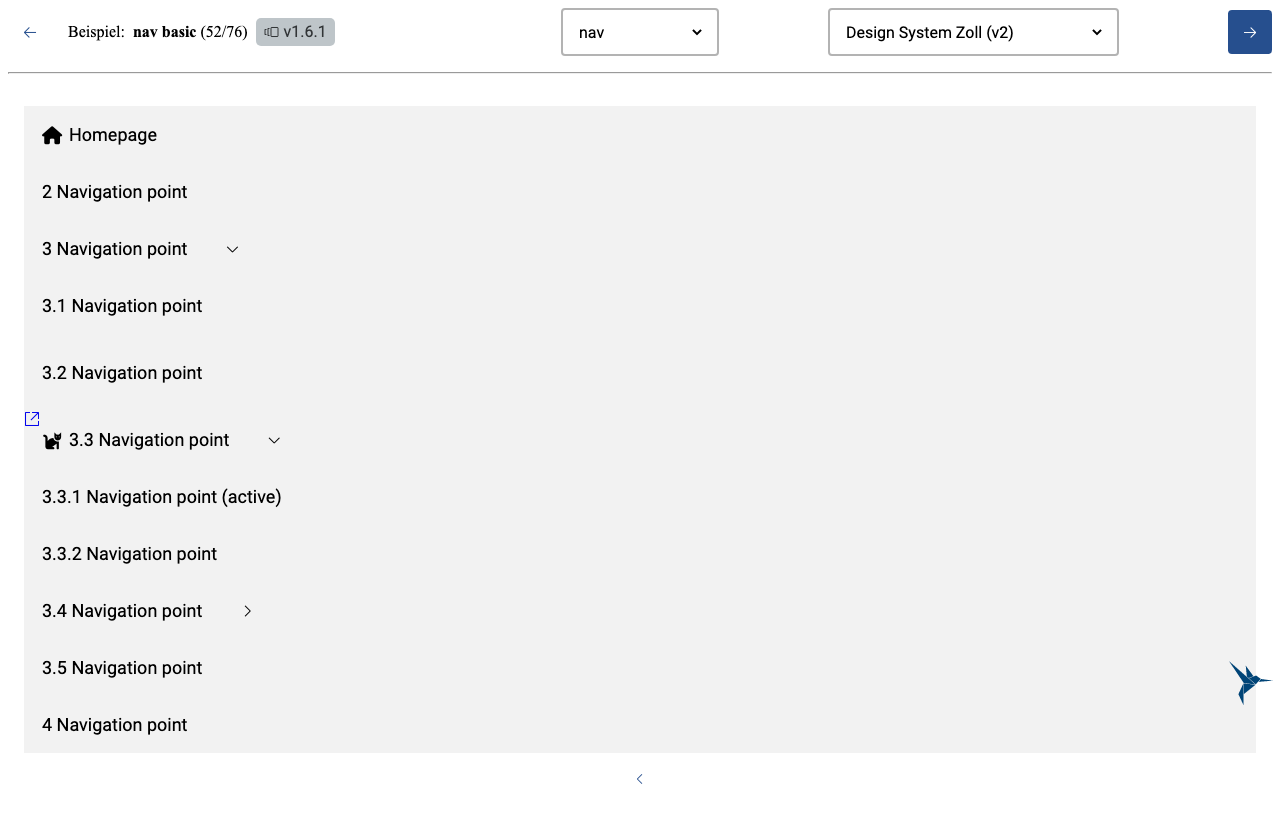 Beispiel: nav basic (52/76) v1.6.1 nav Design System Zoll (v2)
Homepage
2 Navigation point
3 Navigation point
3.1 Navigation point
3.2 Navigation point
3.3 Navigation point
3.3.1 Navigation point (active)
3.3.2 Navigation point
3.4 Navigation point
3.5 Navigation point
4 Navigation point